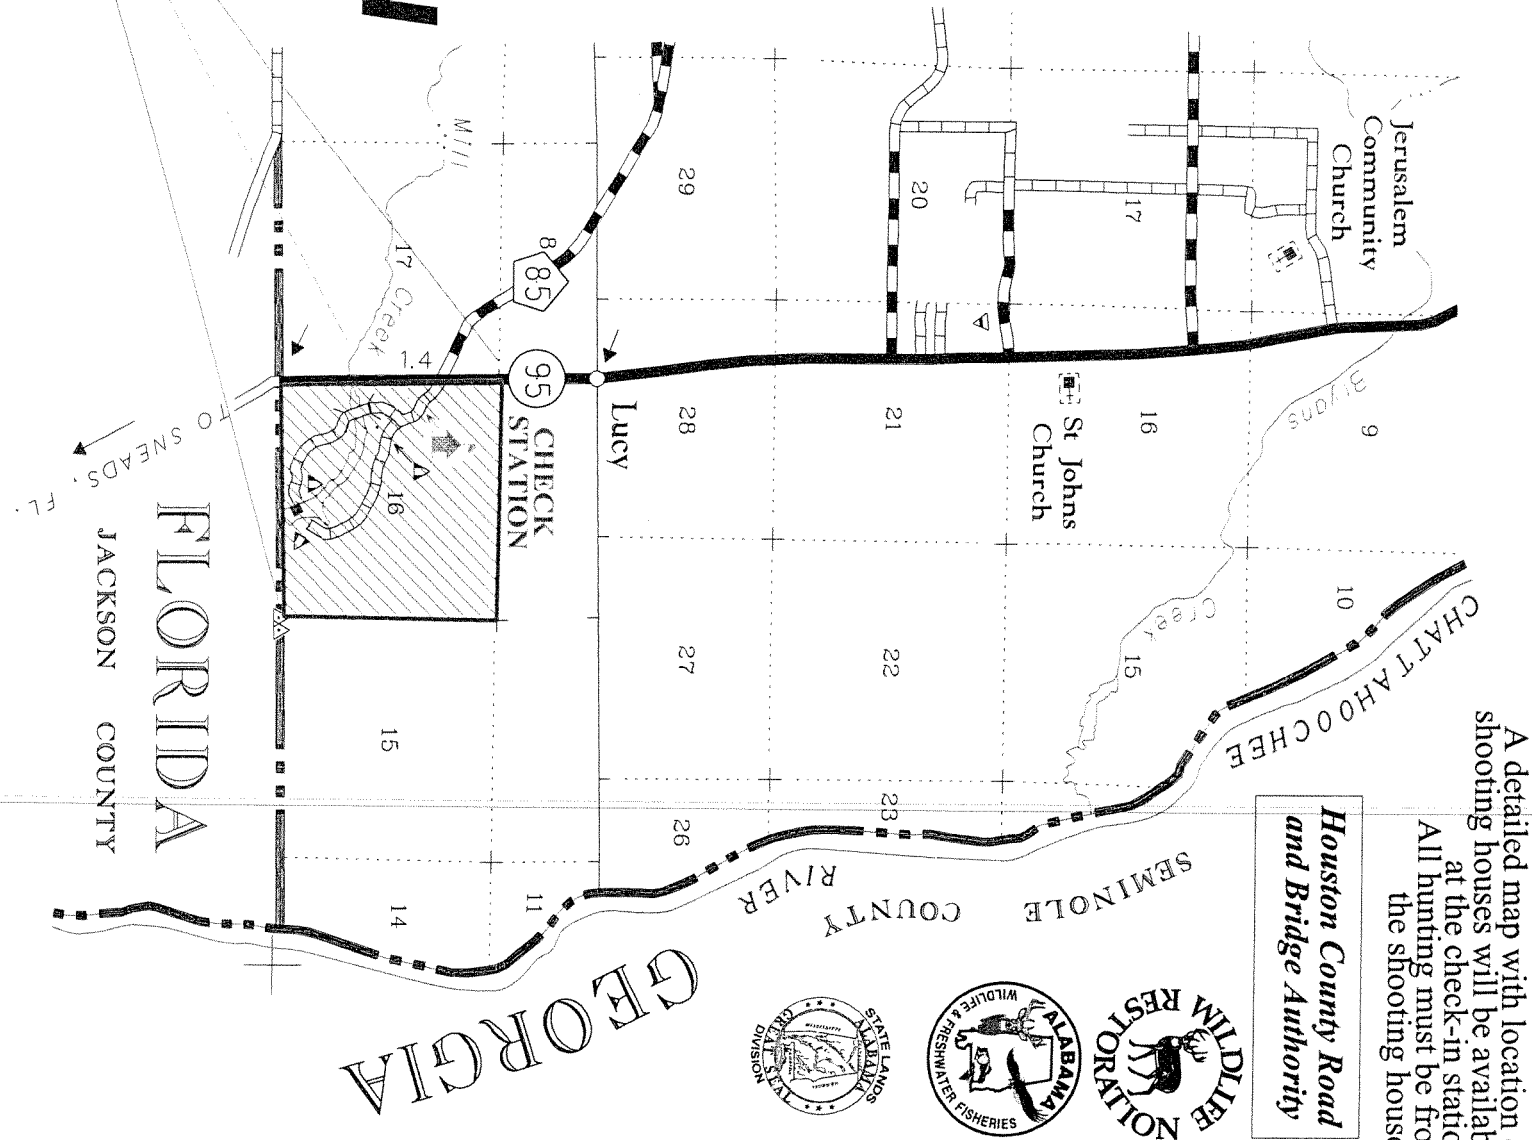 A detailed map with location
shooting houses will be availab
at the check-in static
All hunting must be fro
the shooting house
Houston County Road
and Bridge Authority
Jerusalem
Community
Church
St Johns
Church
Lucy
CHECK
STATION
95
85
8
1.4
Mill
Creek
Creek
29
20
17
17
28
21
16
9
16
10
27
22
15
15
26
23
14
11
CHATTAHOOCHEE
RIVER
SEMINOLE
COUNTY
GEORGIA
FLORIDA
JACKSON COUNTY
TO SNEADS, FL.
WILDLIFE
RESTORATION
ALABAMA
WILDLIFE & FRESHWATER FISHERIES
STATE LANDS
DIVISION
ALABAMA
GREAT SEAL